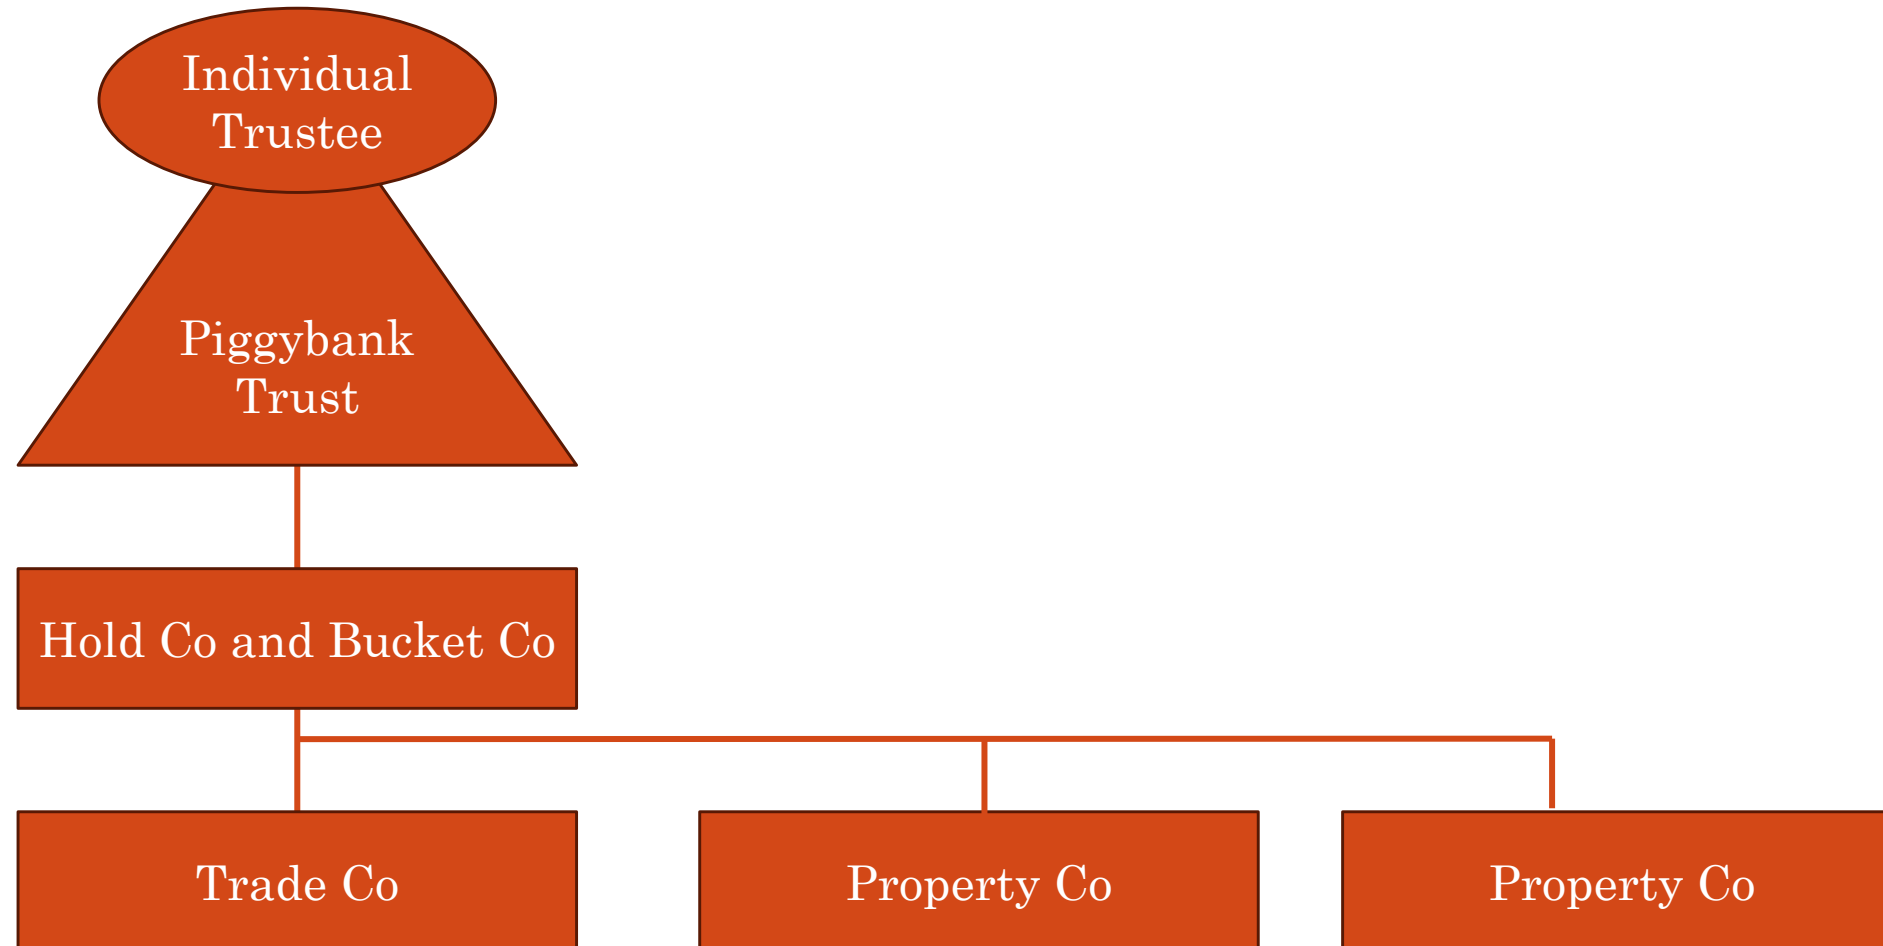 Individual
Trustee
Piggybank
Trust
Hold Co and Bucket Co
Trade Co
Property Co
Property Co